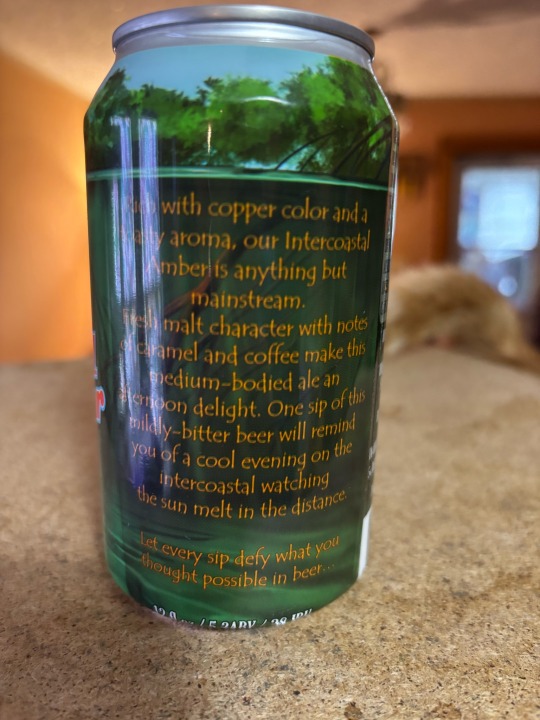 Rich with copper color and a
malty aroma, our Intercoastal
Amber is anything but
mainstream.
Fresh malt character with notes
of caramel and coffee make this
medium-bodied ale an
afternoon delight. One sip of this
mildly-bitter beer will remind
you of a cool evening on the
intercoastal watching
the sun melt in the distance.
Let every sip defy what you
thought possible in beer...